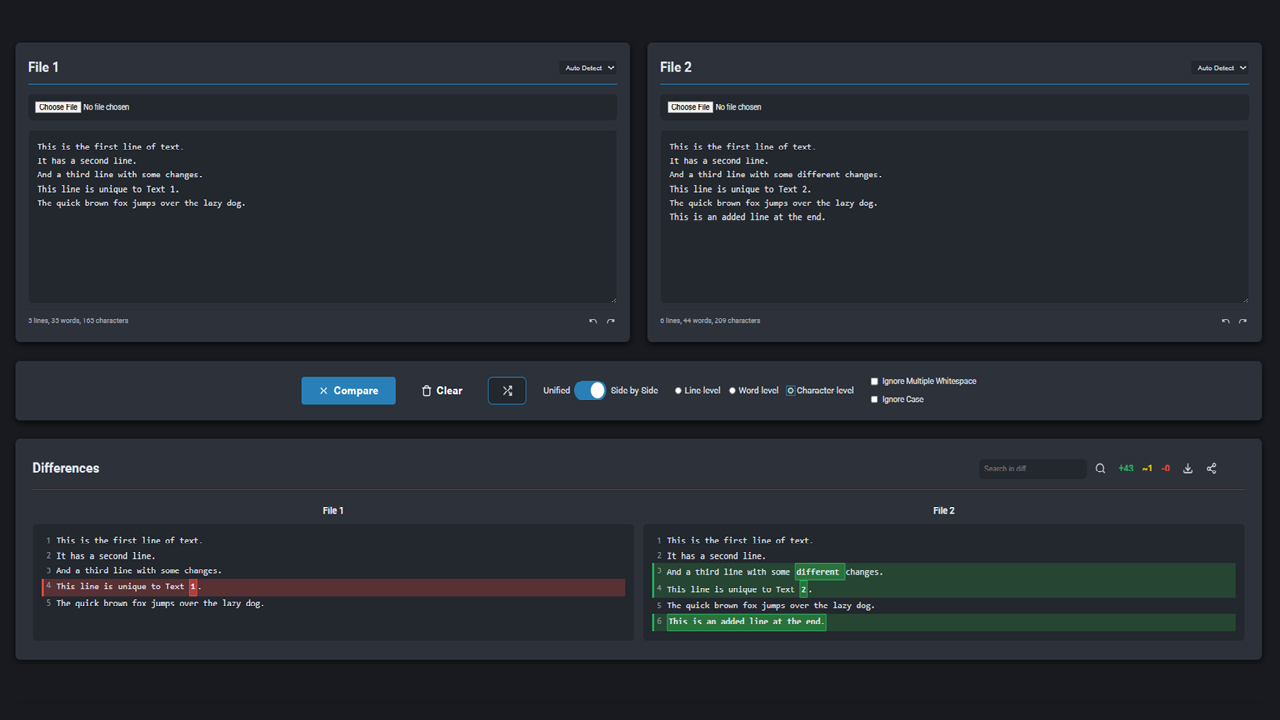 File 1
Auto Detect
Choose File No file chosen
This is the first line of text.
It has a second line.
And a third line with some changes.
This line is unique to Text 1.
The quick brown fox jumps over the lazy dog.
5 lines, 35 words, 165 characters
File 2
Auto Detect
Choose File No file chosen
This is the first line of text.
It has a second line.
And a third line with some different changes.
This line is unique to Text 2.
The quick brown fox jumps over the lazy dog.
This is an added line at the end.
6 lines, 44 words, 209 characters
Compare
Clear
Unified
Side by Side
Line level
Word level
Character level
Ignore Multiple Whitespace
Ignore Case
Differences
Search in diff
+43 ~1 -0
File 1
1 This is the first line of text.
2 It has a second line.
3 And a third line with some changes.
4 This line is unique to Text 1.
5 The quick brown fox jumps over the lazy dog.
File 2
1 This is the first line of text.
2 It has a second line.
3 And a third line with some different changes.
4 This line is unique to Text 2.
5 The quick brown fox jumps over the lazy dog.
6 This is an added line at the end.